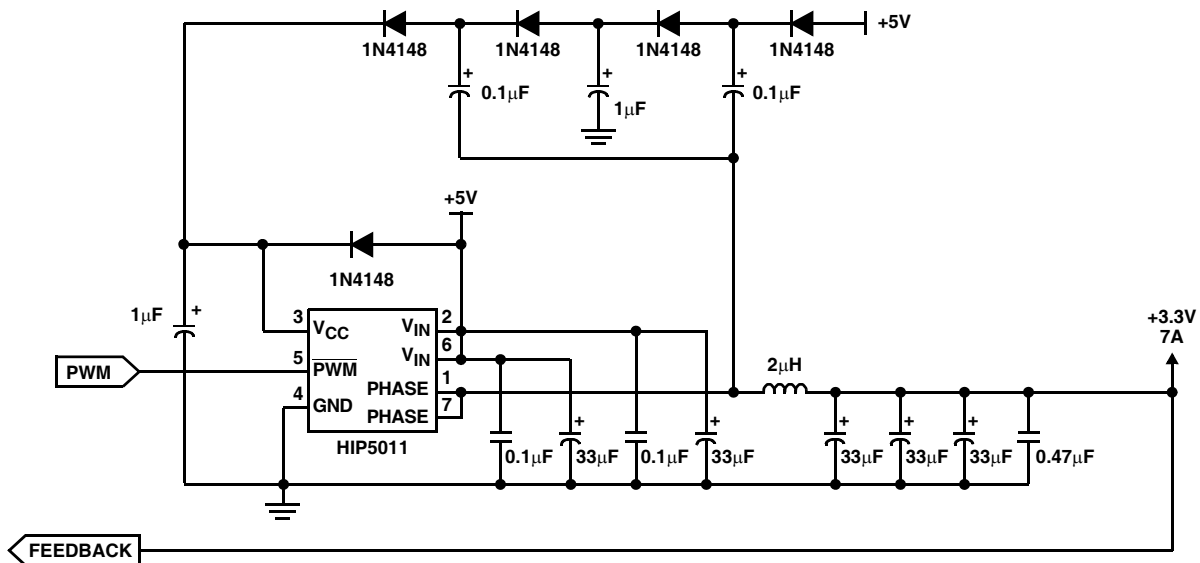 +5V
1N4148
1N4148
1N4148
1N4148
+
0.1μF
+
1μF
+
0.1μF
+5V
1N4148
1μF
+
3
VCC
VIN
2
VIN
6
PWM
5
PWM
PHASE
1
4
GND
PHASE
7
HIP5011
2μH
+3.3V
7A
0.1μF
+
33μF
0.1μF
+
33μF
+
33μF
+
33μF
+
33μF
0.47μF
FEEDBACK